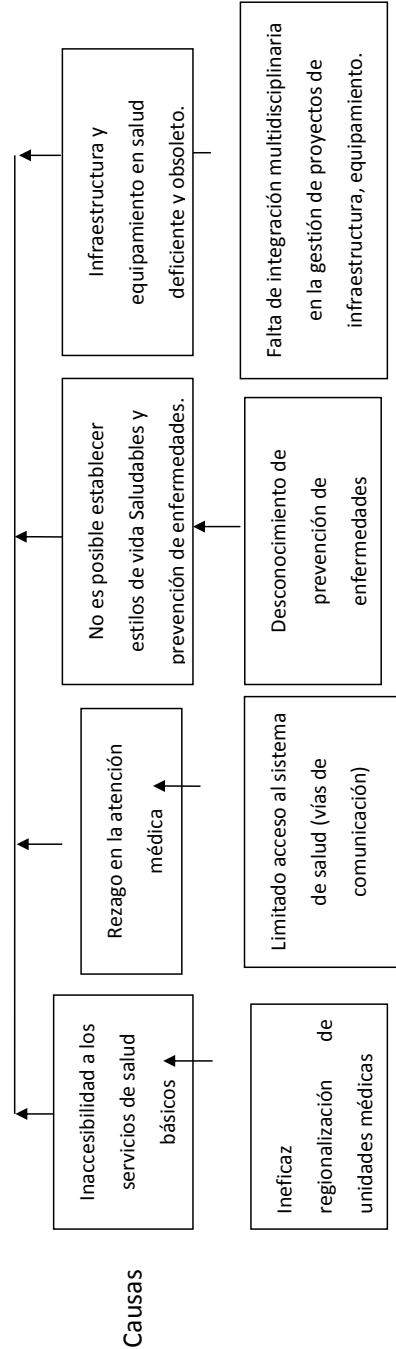 Causas
Inaccesibilidad a los
servicios de salud
básicos
Rezago en la atención
médica
No es posible establecer
estilos de vida Saludables y
prevención de enfermedades.
Infraestructura y
equipamiento en salud
deficiente y obsoleto.
Ineficaz
regionalización de
unidades médicas
Limitado acceso al sistema
de salud (vías de
comunicación)
Desconocimiento de
prevención de
enfermedades
Falta de integración multidisciplinaria
en la gestión de proyectos de
infraestructura, equipamiento.